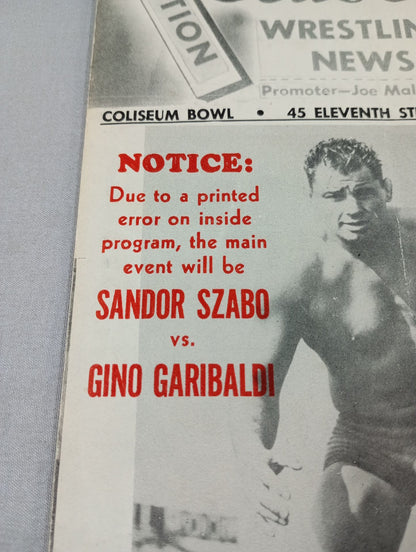 WRESTLIN
NEWS
Promoter—Joe Mal
TION
COLISEUM BOWL • 45 ELEVENTH ST
NOTICE:
Due to a printed
error on inside
program, the main
event will be
SANDOR SZABO
vs.
GINO GARIBALDI